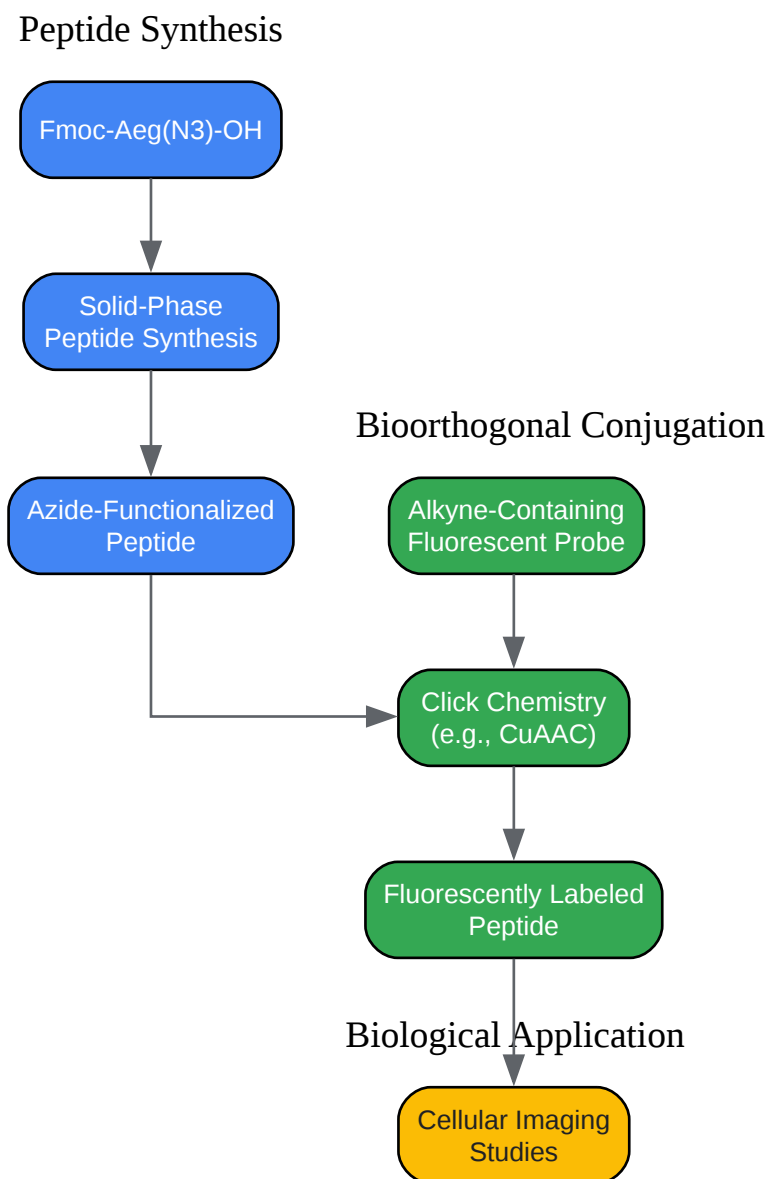 Peptide Synthesis
Fmoc-Aeg(N3)-OH
Solid-Phase
Peptide Synthesis
Azide-Functionalized
Peptide
Bioorthogonal Conjugation
Alkyne-Containing
Fluorescent Probe
Click Chemistry
(e.g., CuAAC)
Fluorescently Labeled
Peptide
Biological Application
Cellular Imaging
Studies